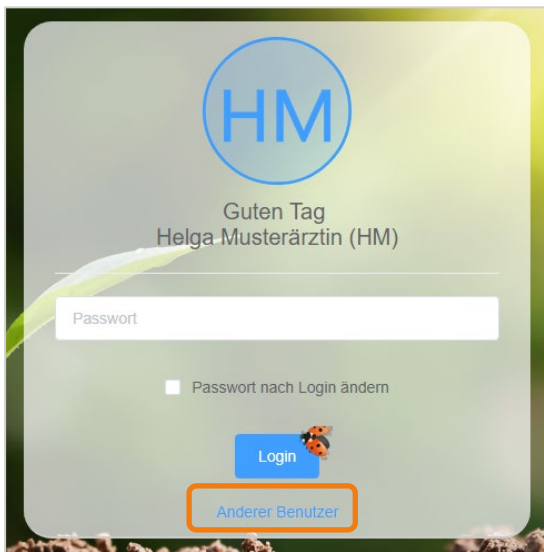 HM
Guten Tag
Helga Musterärztin (HM)
Passwort
Passwort nach Login ändern
Login
Anderer Benutzer